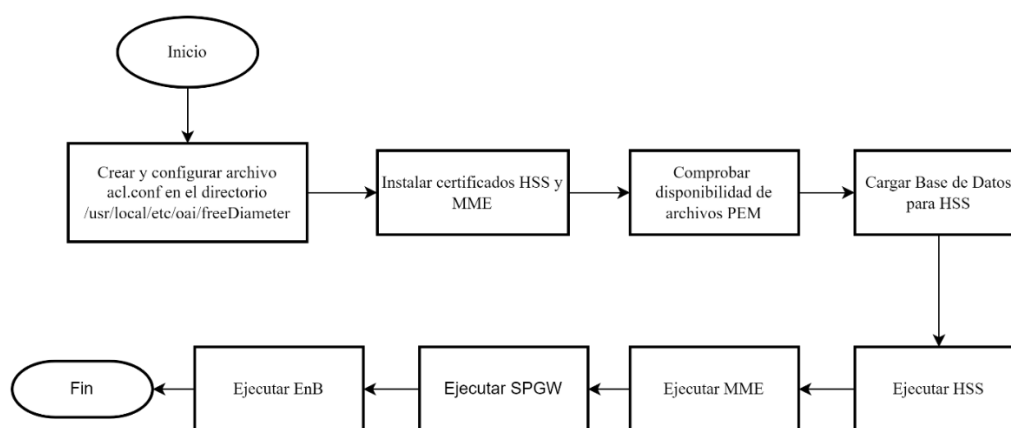 Inicio
Crear y configurar archivo
acl.conf en el directorio
/usr/local/etc/oai/freeDiameter
Instalar certificados HSS y
MME
Comprobar
disponibilidad de
archivos PEM
Cargar Base de Datos
para HSS
Ejecutar HSS
Ejecutar MME
Ejecutar SPGW
Ejecutar EnB
Fin